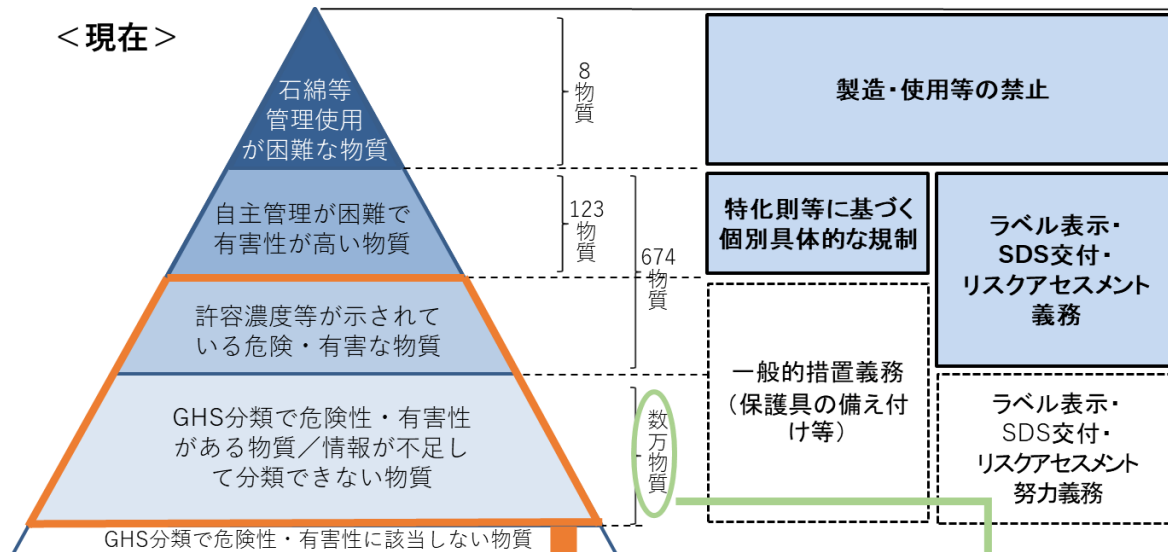 ＜現在＞
石綿等
管理使用
が困難な物質
8
物質
製造・使用等の禁止
自主管理が困難で
有害性が高い物質
123
物質
674
物質
特化則等に基づく
個別具体的な規制
ラベル表示・
SDS交付・
リスクアセスメント
義務
許容濃度等が示されて
いる危険・有害な物質
一般的措置義務
（保護具の備え付
け等）
GHS分類で危険性・有害性
がある物質／情報が不足し
て分類できない物質
数万物質
ラベル表示・
SDS交付・
リスクアセスメント
努力義務
GHS分類で危険性・有害性に該当しない物質